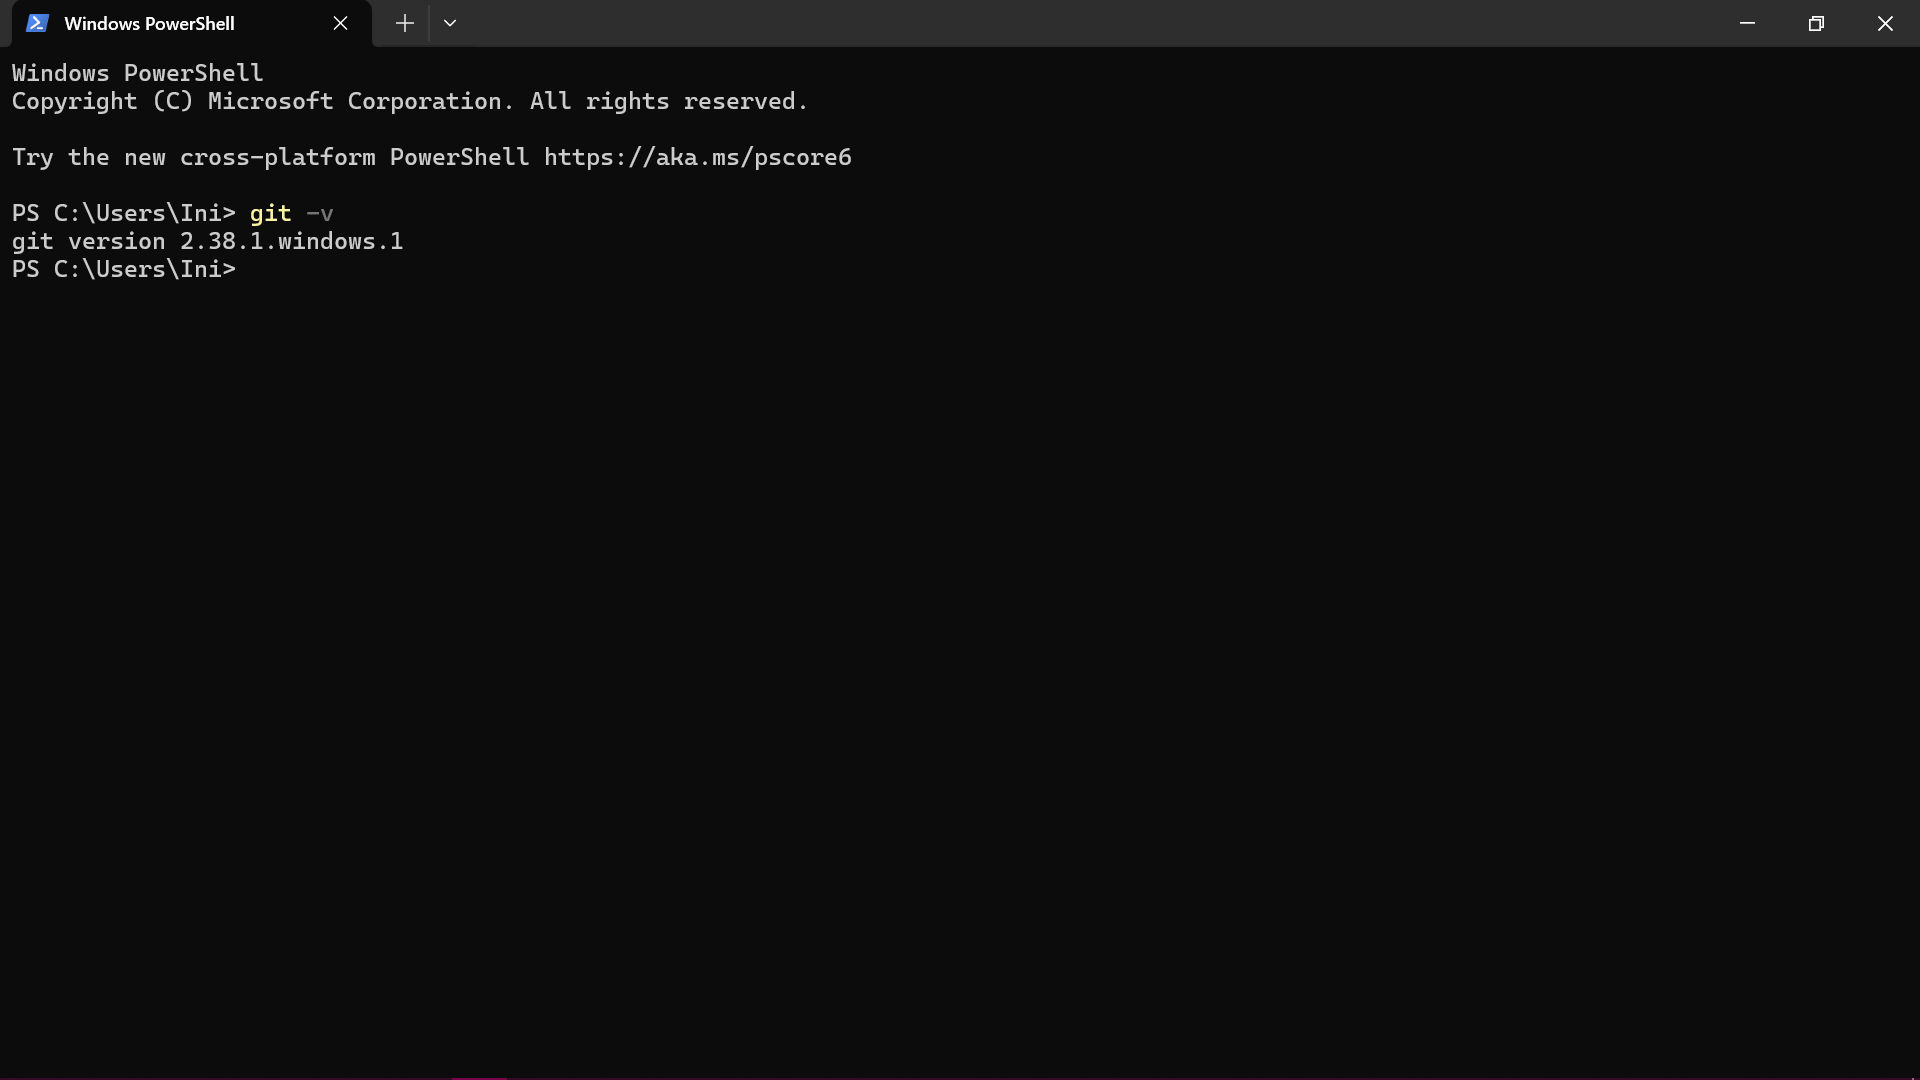 Windows PowerShell
Windows PowerShell
Copyright (C) Microsoft Corporation. All rights reserved.
Try the new cross-platform PowerShell https://aka.ms/pscore6
PS C:\Users\Ini> git -v
git version 2.38.1.windows.1
PS C:\Users\Ini>